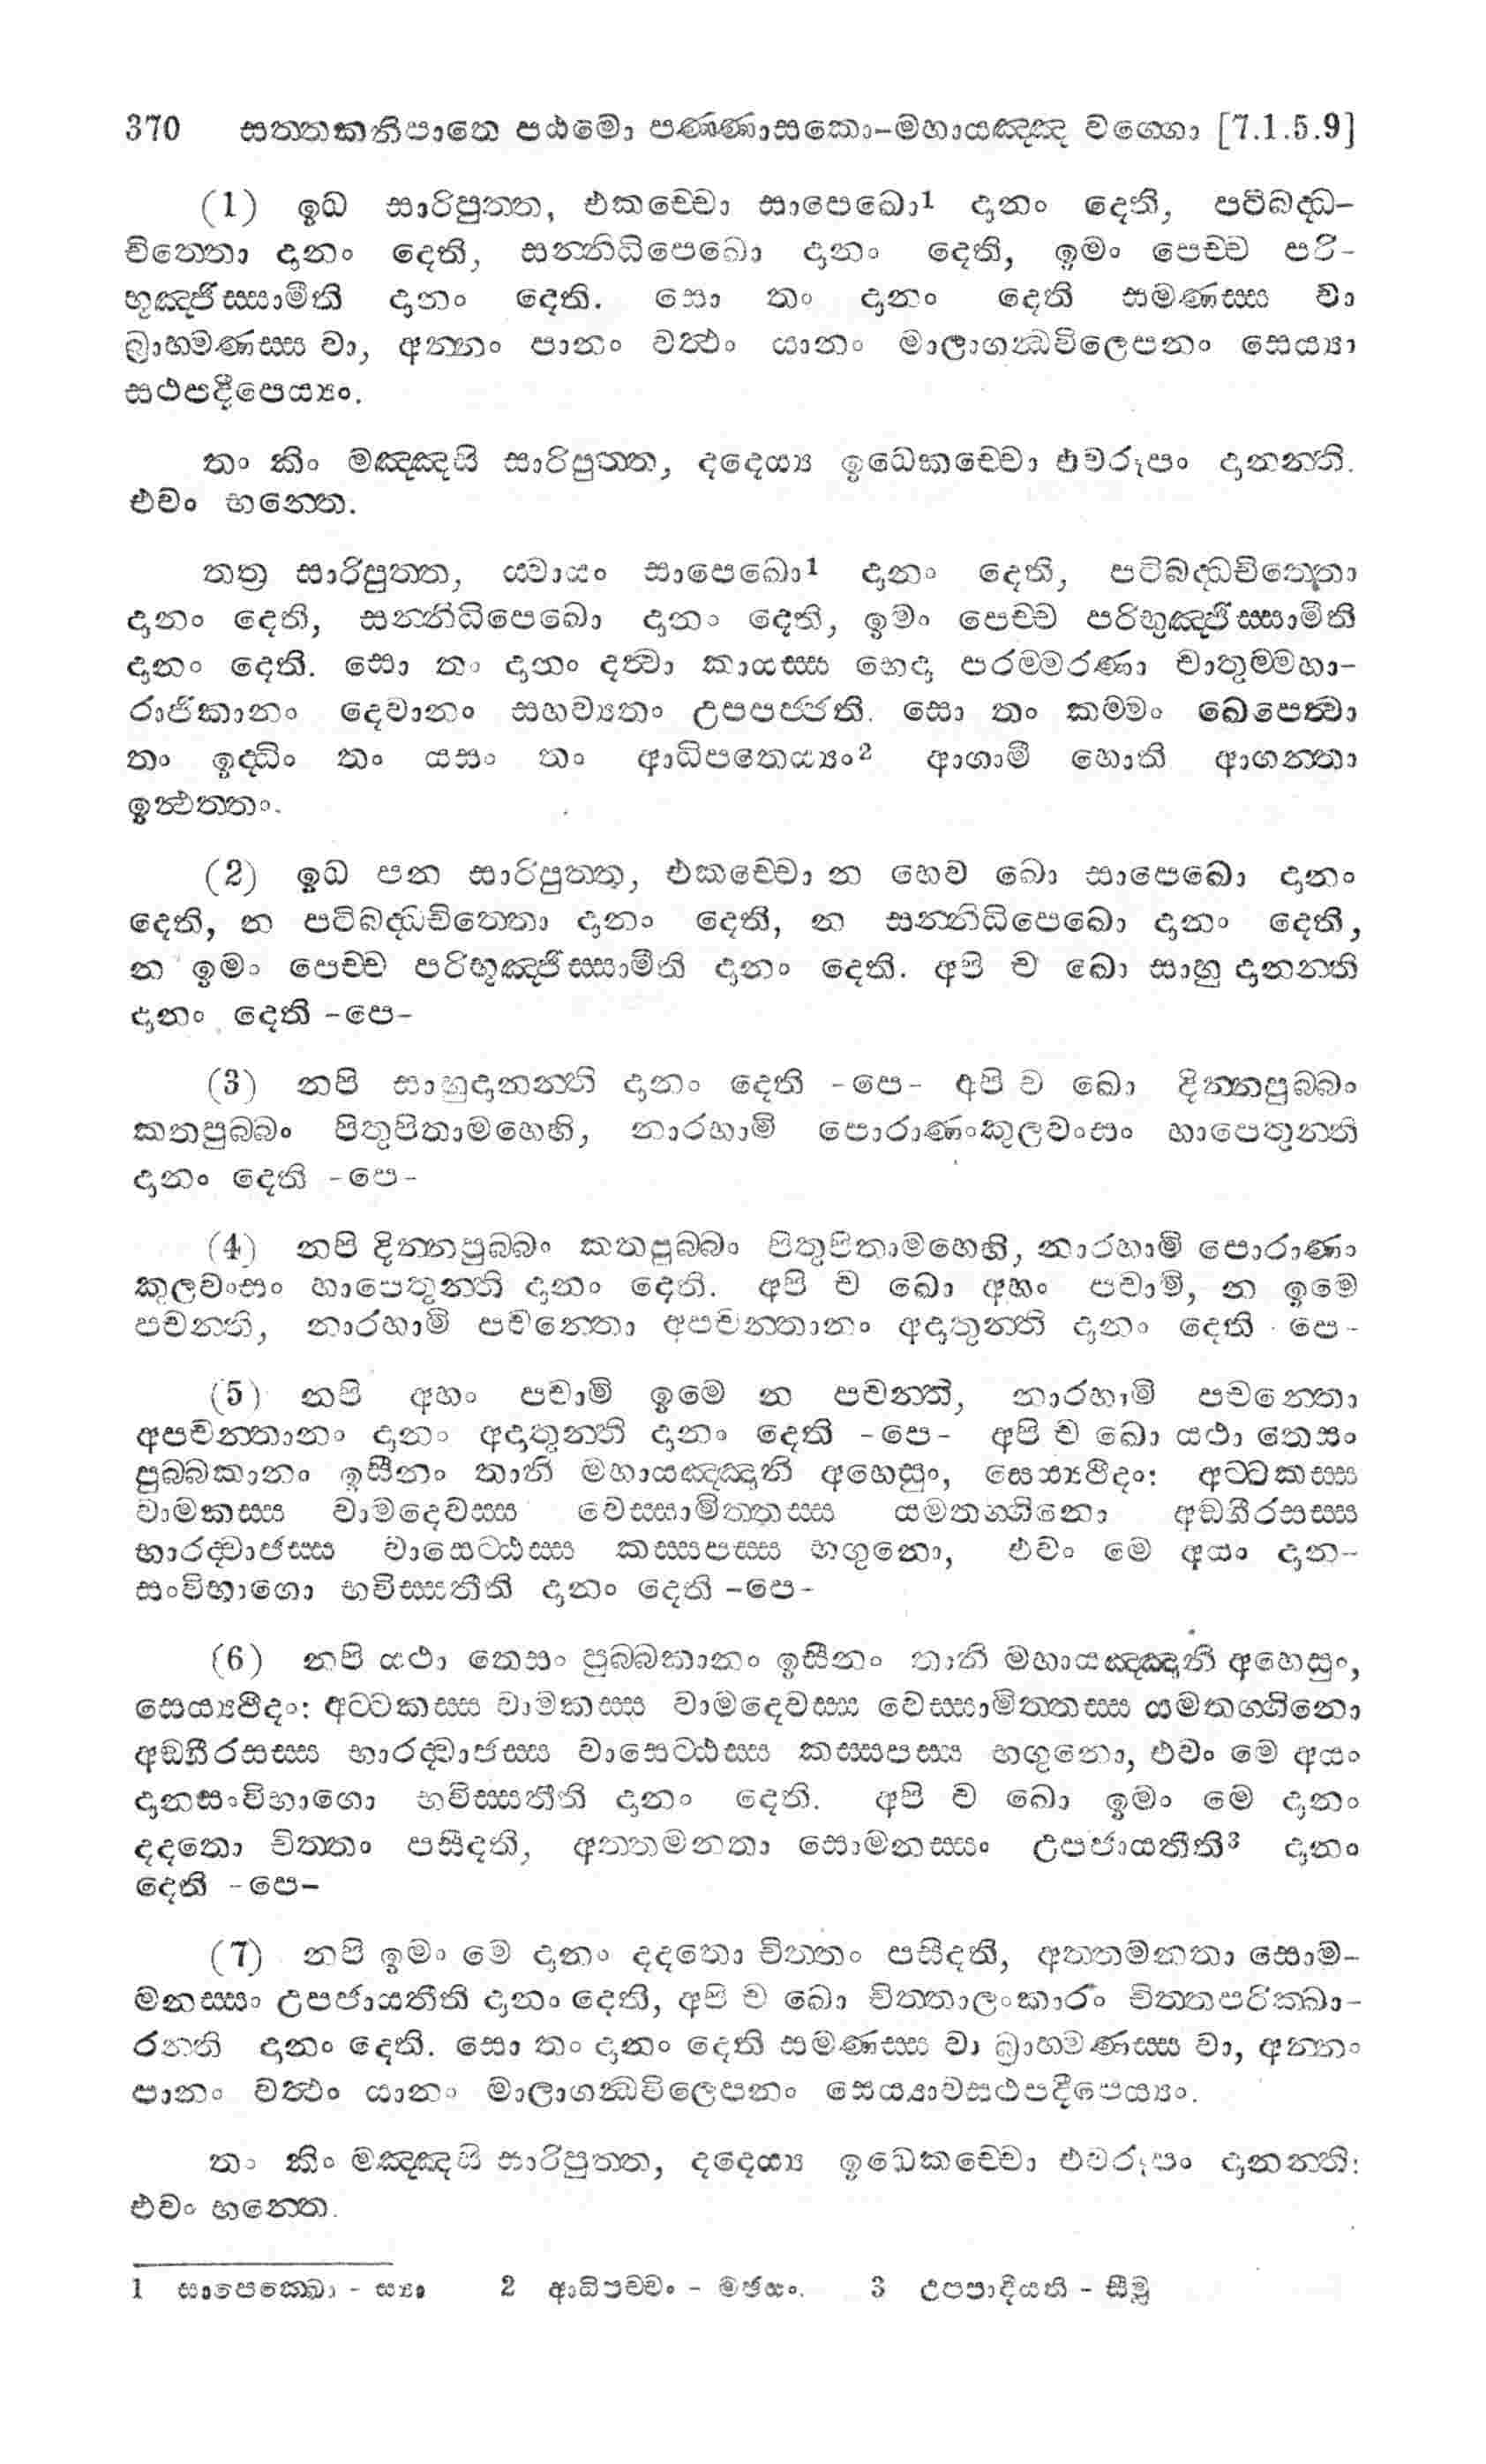 370 සත්තකනිපාතෙ පඨමො පණ්ණාසකො-මහායඤ්ඤ වග්ගො [7.1.5.9]
(1) ඉධ සාරිපුත්ත, එකච්චො සාපෙඛො1 දානං දෙති, පටිබද්ධ-
චිත්තො දානං දෙති, සන්නිධිපෙඛො දානං දෙති, ඉමං පෙච්ච පරි-
භුඤ්ජිස්සාමීති දානං දෙති. සො තං දානං දෙති සමණස්ස වා
බ්‍රාහ්මණස්ස වා, අන්නං පානං වත්ථං යානං මාලාගන්ධවිලෙපනං සෙය්‍යා
සථපදීපෙය්‍යං.
තං කිං මඤ්ඤසි සාරිපුත්ත, දදෙය්‍ය ඉධෙකච්චො එවරූපං දානන්ති.
එවං භන්තෙ.
තත්‍ර සාරිපුත්ත, ය්වායං සාපෙඛො1 දානං දෙති, පටිබද්ධචිත්තො
දානං දෙති, සන්නිධිපෙඛො දානං දෙති, ඉමං පෙච්ච පරිභුඤ්ජිස්සාමීති
දානං දෙති. සො තං දානං දත්වා කායස්ස භෙදා පරම්මරණා චාතුම්මහා-
රාජිකානං දෙවානං සහව්‍යතං උපපජ්ජති. සො තං කම්මං ඛෙපෙත්වා
තං ඉද්ධිං තං යසං තං ආධිපතෙය්‍යං2 ආගාමී හොති ආගන්තා
ඉත්ථත්තං.
(2) ඉධ පන සාරිපුත්ත, එකච්චො න හෙව ඛො සාපෙඛො දානං
දෙති, න පටිබද්ධචිත්තො දානං දෙති, න සන්නිධිපෙඛො දානං දෙති,
න ඉමං පෙච්ච පරිභුඤ්ජිස්සාමීති දානං දෙති. අපි ච ඛො සාහු දානන්ති
දානං දෙති -පෙ-
(3) නපි සාහුදානන්ති දානං දෙති -පෙ- අපි ච ඛො දින්නපුබ්බං
කතපුබ්බං පිතුපිතාමහෙහි, නාරහාමි පොරාණංකුලවංසං හාපෙතුන්ති
දානං දෙති -පෙ-
(4) නපි දින්නපුබ්බං කතපුබ්බං පිතුපිතාමහෙහි, නාරහාමි පොරාණා
කුලවංසං හාපෙතුන්ති දානං දෙති. අපි ච ඛො අහං පචාමි, න ඉමෙ
පචන්ති, නාරහාමි පචන්තො අපචන්තානං අදාතුන්ති දානං දෙති -පෙ-
(5) නපි අහං පචාමි ඉමෙ න පචන්ති, නාරහාමි පචන්තො
අපචන්තානං දානං අදාතුන්ති දානං දෙති -පෙ- අපි ච ඛො යථා තෙසං
පුබ්බකානං ඉසීනං තානි මහායඤ්ඤානි අහෙසුං, සෙය්‍යථිදං: අට්ටකස්ස
වාමකස්ස වාමදෙවස්ස වෙස්සාමිත්තස්ස යමතග්ගිනො අඞ්ගීරසස්ස
භාරද්වාජස්ස වාසෙට්ඨස්ස කස්සපස්ස භගුනො, එවං මෙ අයං දාන-
සංවිභාගො භවිස්සතීති දානං දෙති -පෙ-
(6) නපි යථා තෙසං පුබ්බකානං ඉසීනං තානි මහායඤ්ඤානි අහෙසුං,
සෙය්‍යථිදං: අට්ටකස්ස වාමකස්ස වාමදෙවස්ස වෙස්සාමිත්තස්ස යමතග්ගිනො
අඞ්ගීරසස්ස භාරද්වාජස්ස වාසෙට්ඨස්ස කස්සපස්ස භගුනො, එවං මෙ අයං
දානසංවිභාගො භවිස්සතීති දානං දෙති. අපි ච ඛො ඉමං මෙ දානං
දදතො චිත්තං පසීදති, අත්තමනතා සොමනස්සං උපජායතීති3 දානං
දෙති -පෙ-
(7) නපි ඉමං මෙ දානං දදතො චිත්තං පසීදති, අත්තමනතා සොම-
මනස්සං උපජායතීති දානං දෙති, අපි ච ඛො චිත්තාලංකාරං චිත්තපරික්ඛා-
රන්ති දානං දෙති. සො තං දානං දෙති සමණස්ස වා බ්‍රාහ්මණස්ස වා, අන්නං
පානං වත්ථං යානං මාලාගන්ධවිලෙපනං සෙය්‍යාවසථපදීපෙය්‍යං.
තං කිං මඤ්ඤසි සාරිපුත්ත, දදෙය්‍ය ඉධෙකච්චො එවරූපං දානන්ති:
එවං භන්තෙ.
1 සාපෙක්ඛො - ස්‍යා 2 ආධිපච්චං - මඡසං. 3 උපපාදියති - සීමු